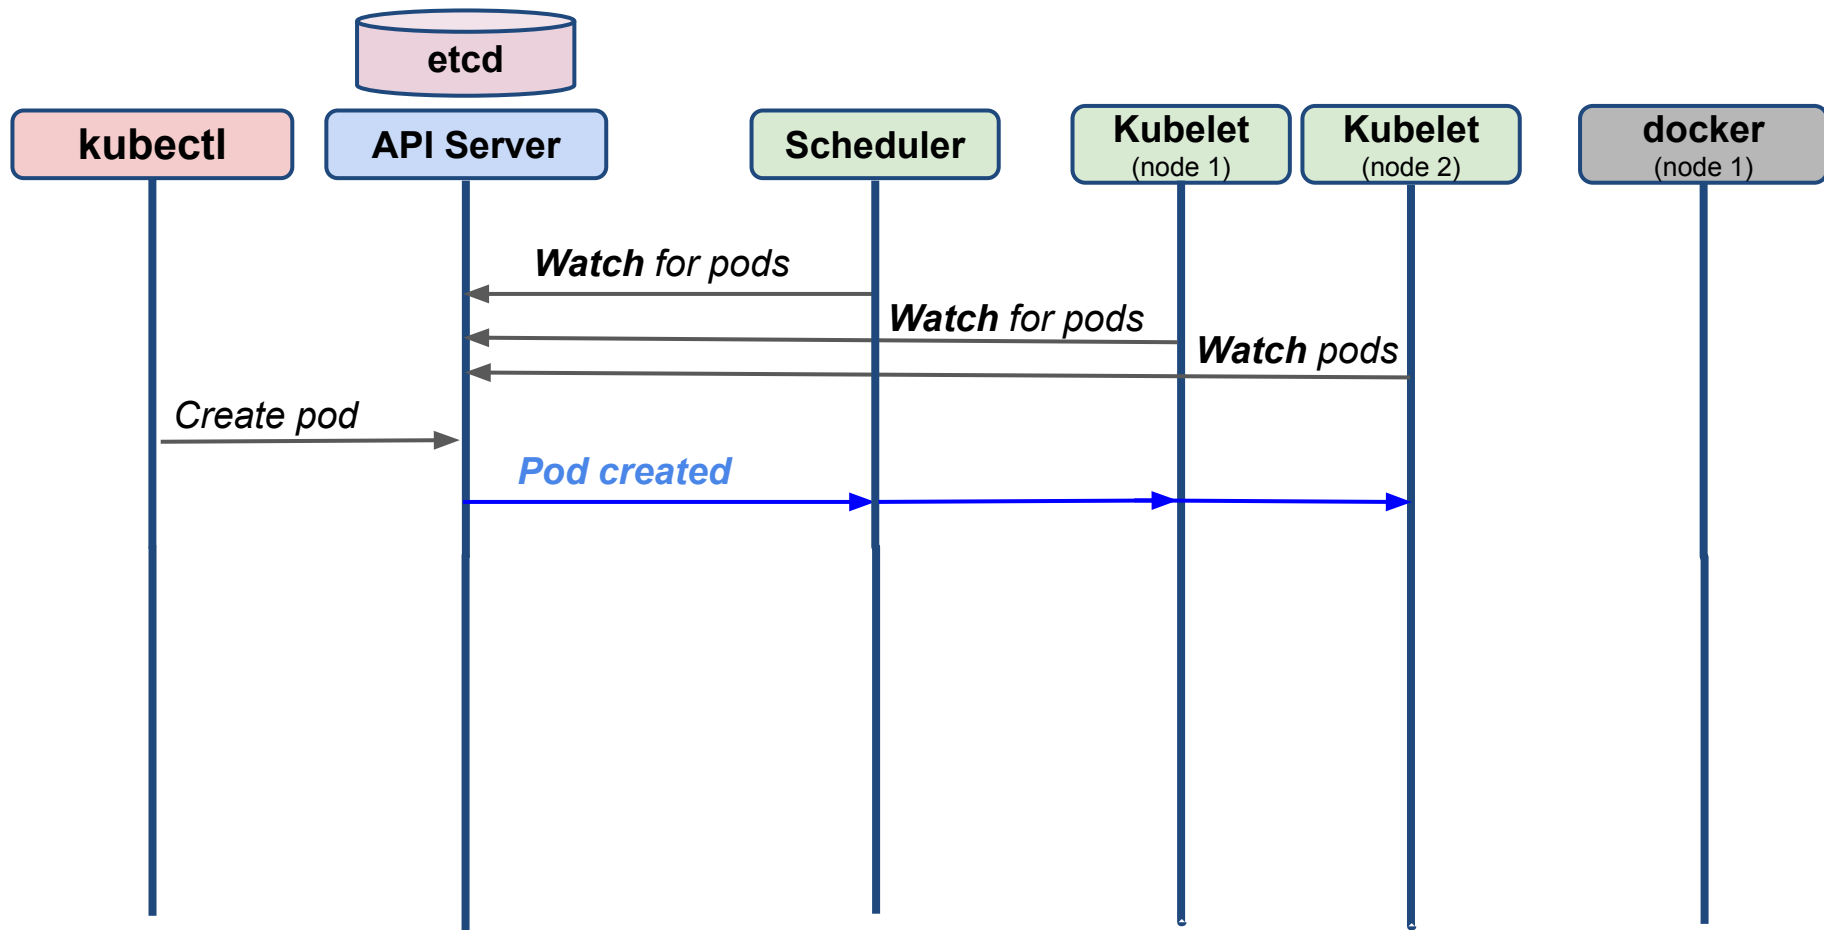 etcd
kubectl
API Server
Scheduler
Kubelet
(node 1)
Kubelet
(node 2)
docker
(node 1)
Watch for pods
Watch for pods
Watch pods
Create pod
Pod created